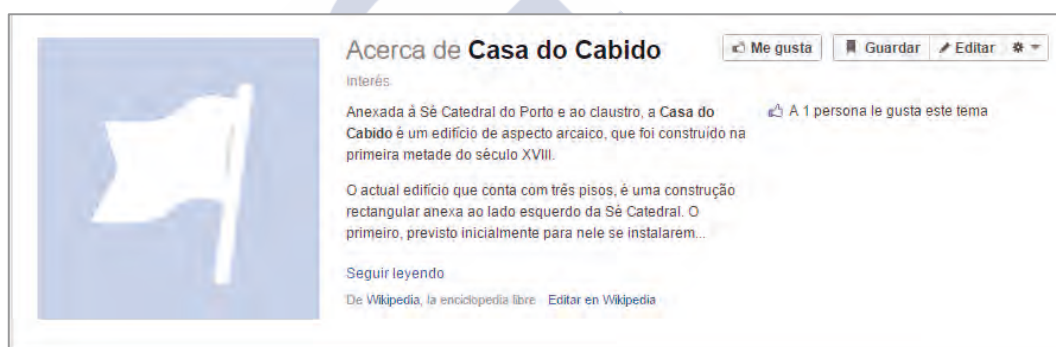 Acerca de Casa do Cabido
Me gusta
Guardar
Editar
Interés
Anexada á Sé Catedral do Porto e ao claustro, a Casa do
Cabido é um edifício de aspecto arcaico, que foi construído na
primeira metade do século XVIII.
A 1 persona le gusta este tema
O actual edifício que conta com três pisos, é uma construção
rectangular anexa ao lado esquerdo da Sé Catedral. O
primeiro, previsto inicialmente para nele se instalarem...
Seguir leyendo
De Wikipedia, la enciclopedia libre Editar en Wikipedia